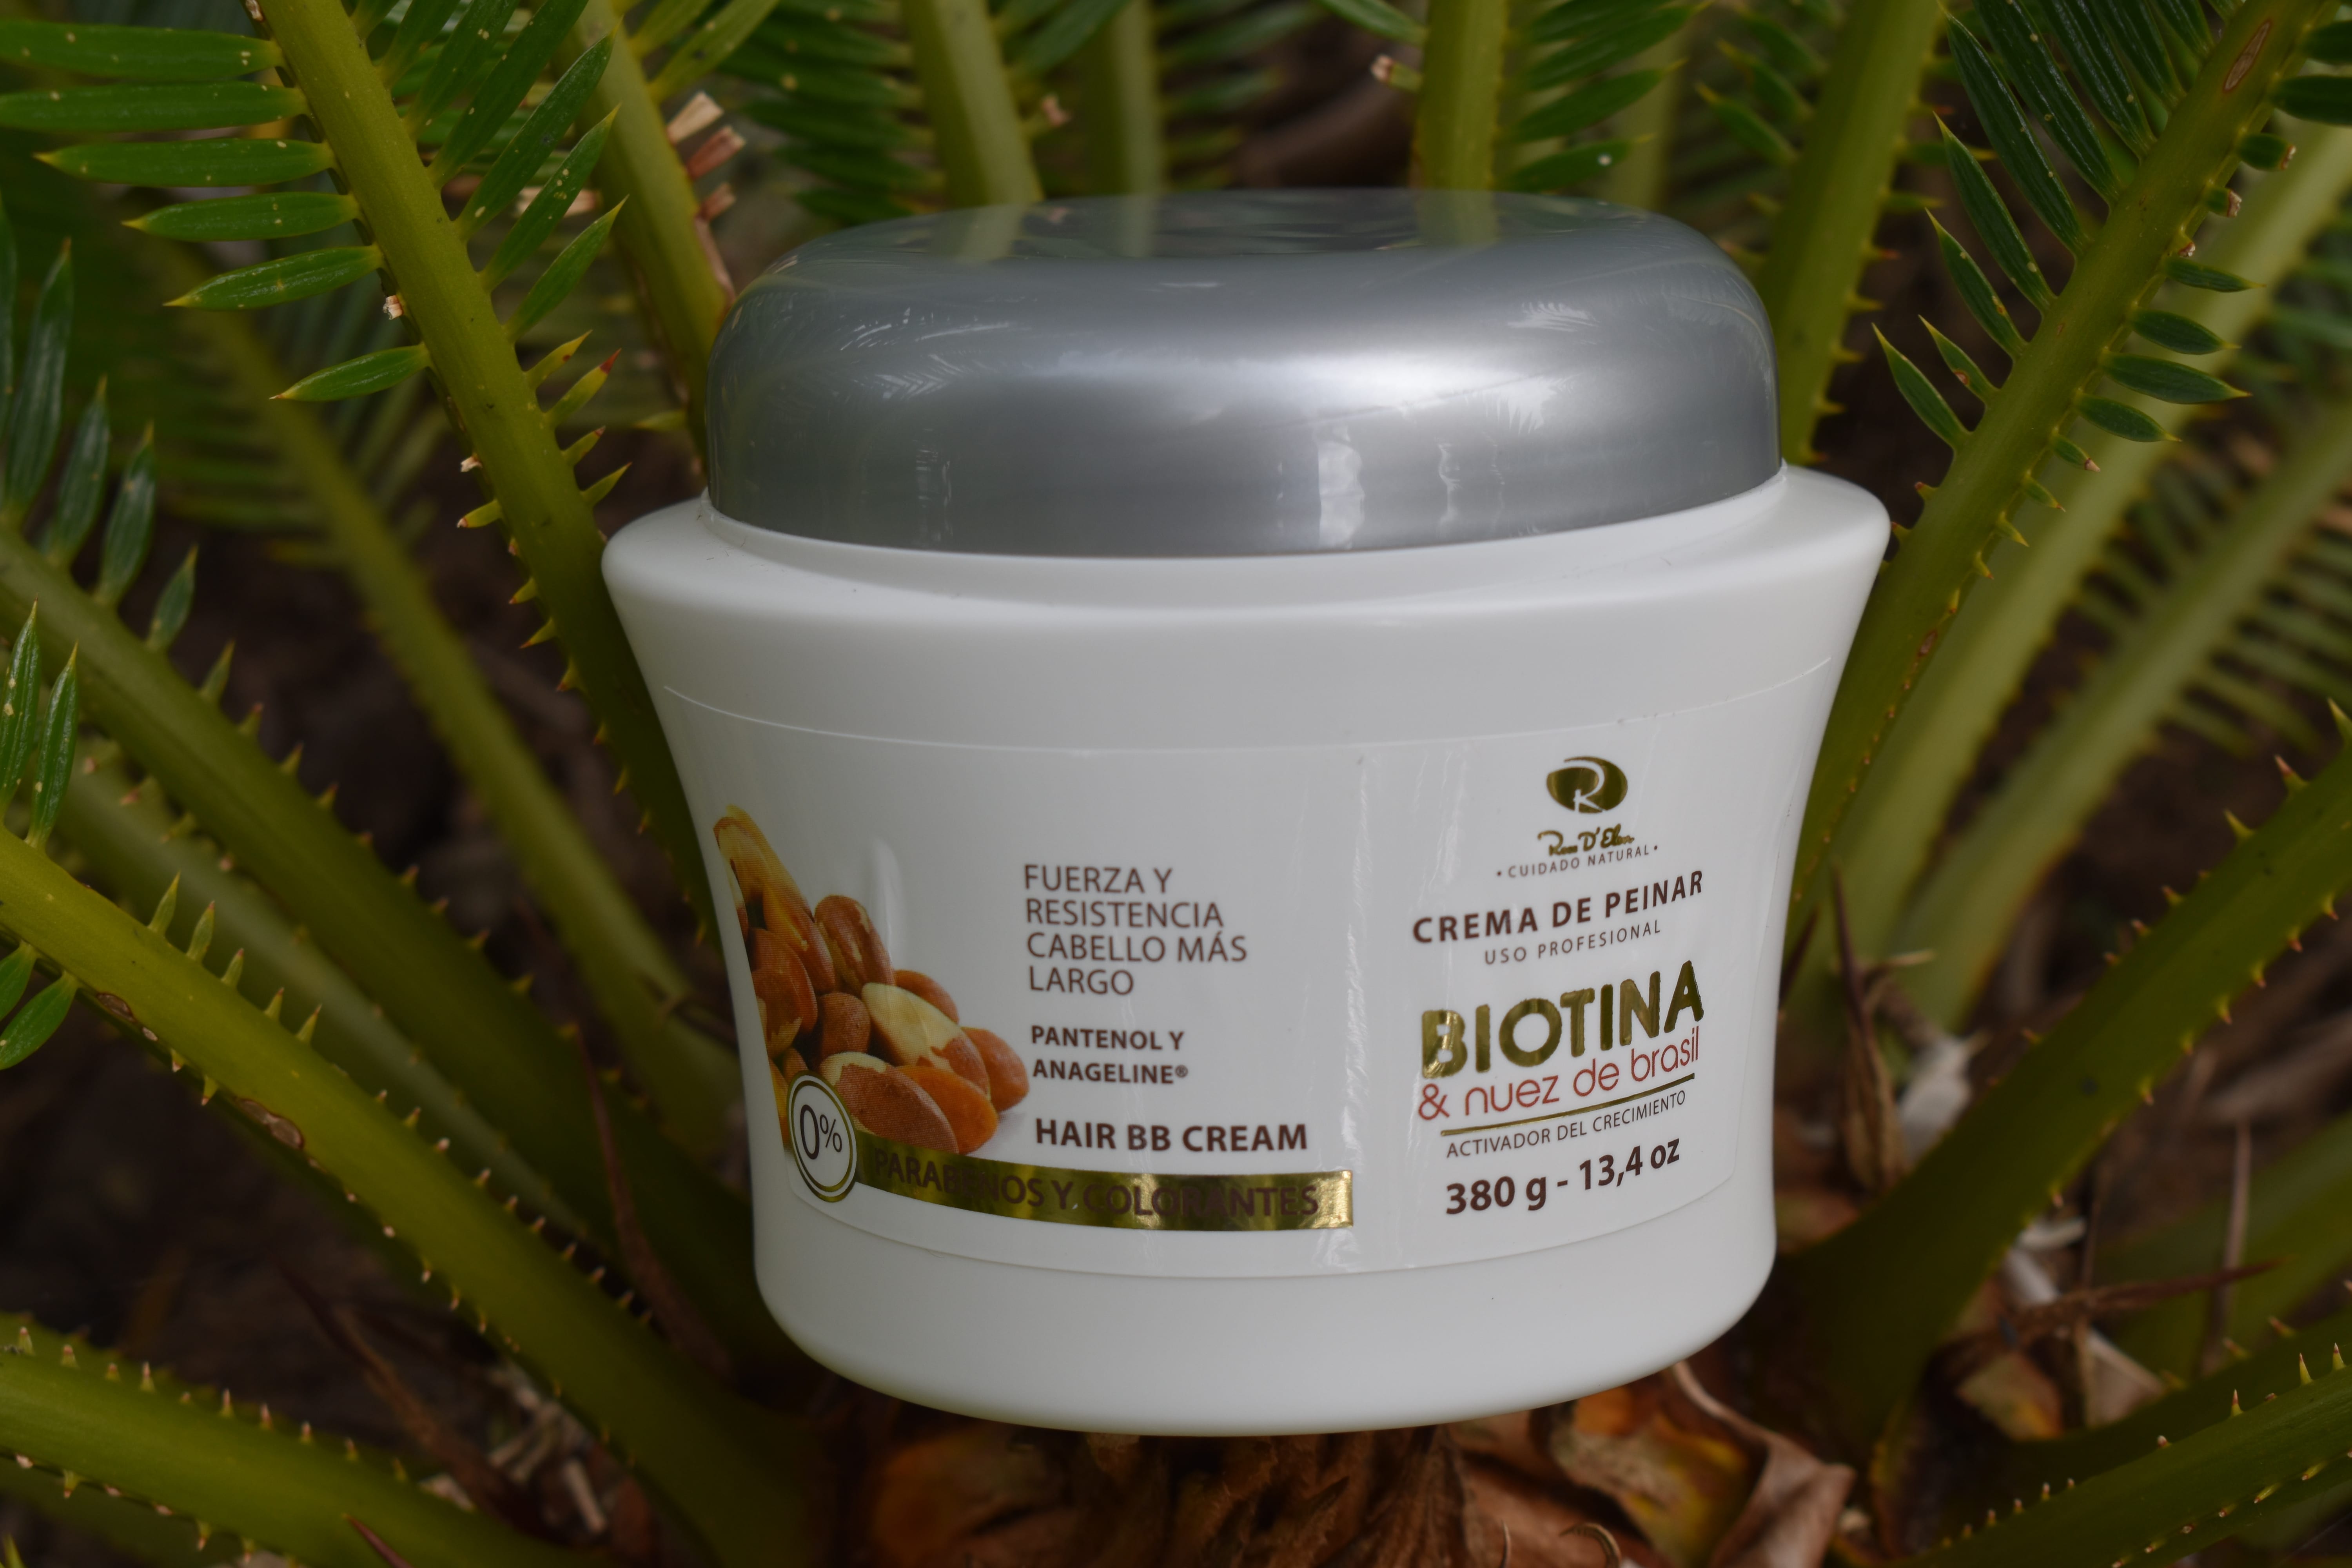 FUERZA Y
RESISTENCIA
CABELLO MÁS
LARGO
PANTENOL Y
ANAGELINE®
HAIR BB CREAM
0%
PARABENOS Y COLORANTES
R
• CUIDADO NATURAL •
CREMA DE PEINAR
USO PROFESIONAL
BIOTINA
& nuez de brasil
ACTIVADOR DEL CRECIMIENTO
380 g - 13,4 oz